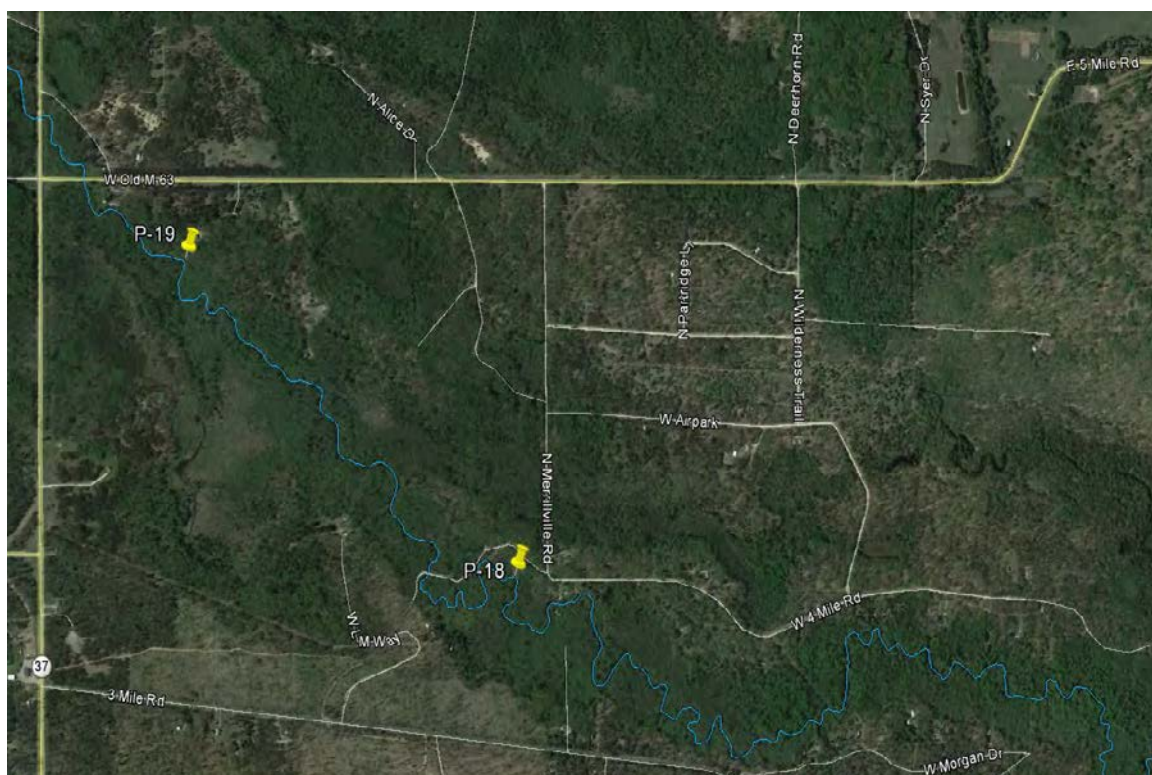 N Deerhorn Rd
N Syer Dr
E 5 Mile Rd
N Alice Dr
W Old M 63
P-19
N Partridge L
N Wilderness Trail
W Airpark
N Merrillville Rd
P-18
W 4 Mile Rd
M Way
37
3 Mile Rd
W Morgan Dr